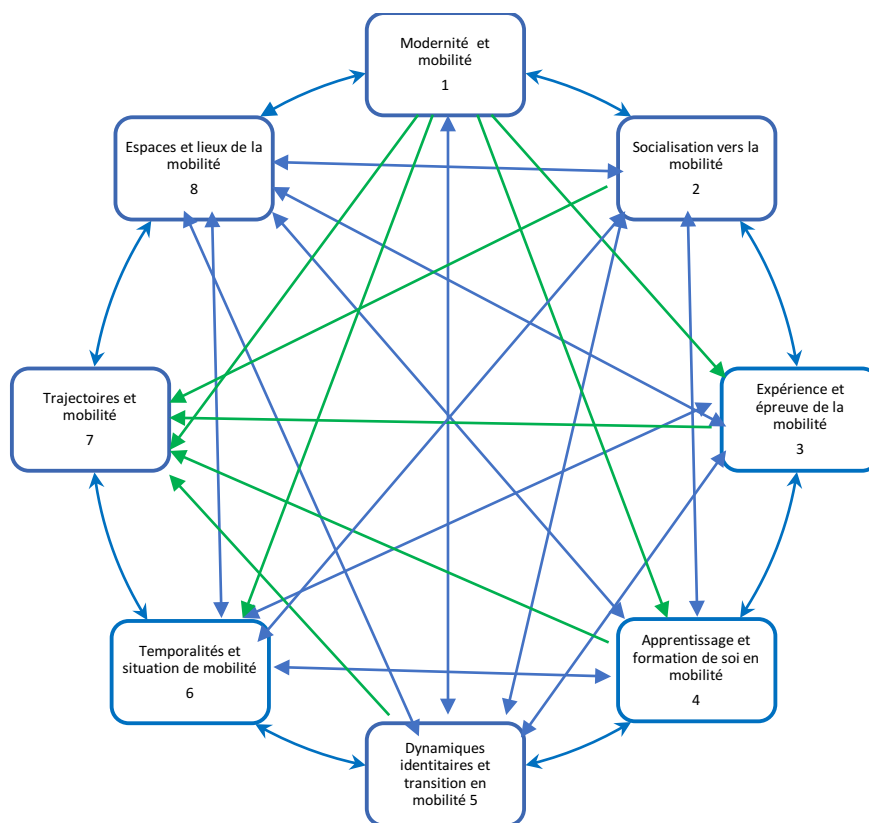 Modernité et
mobilité
1
Socialisation vers la
mobilité
2
Expérience et
épreuve de la
mobilité
3
Apprentissage et
formation de soi en
mobilité
4
Dynamiques
identitaires et
transition en
mobilité 5
Temporalités et
situation de mobilité
6
Trajectoires et
mobilité
7
Espaces et lieux de la
mobilité
8